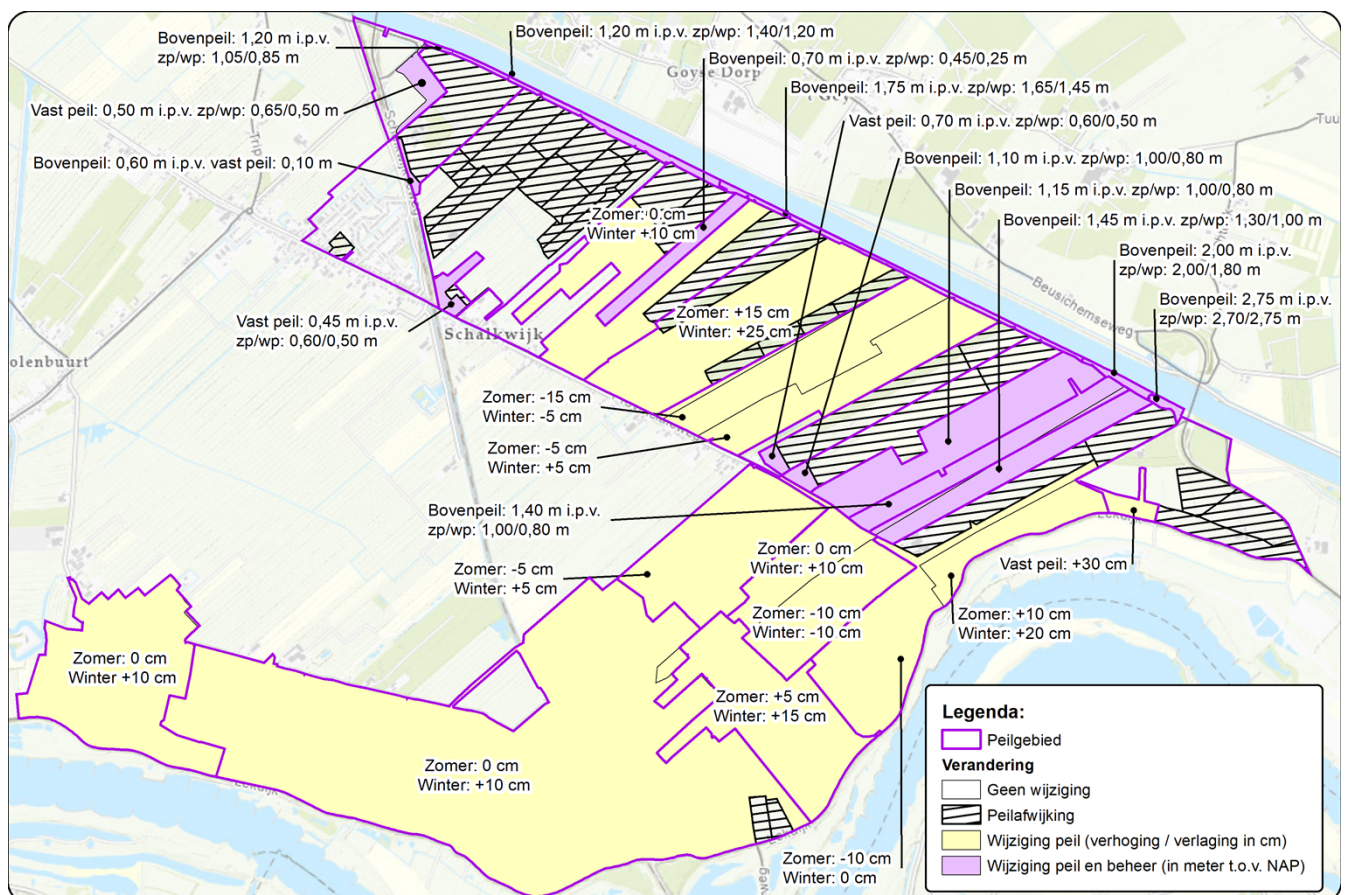 Bovenpeil: 1,20 m i.p.v.
zp/wp: 1,05/0,85 m
Bovenpeil: 1,20 m i.p.v. zp/wp: 1,40/1,20 m
Bovenpeil: 0,70 m i.p.v. zp/wp: 0,45/0,25 m
Goyse Dorp
Bovenpeil: 1,75 m i.p.v. zp/wp: 1,65/1,45 m
Vast peil: 0,50 m i.p.v. zp/wp: 0,65/0,50 m
Vast peil: 0,70 m i.p.v. zp/wp: 0,60/0,50 m
Bovenpeil: 0,60 m i.p.v. vast peil: 0,10 m
Bovenpeil: 1,10 m i.p.v. zp/wp: 1,00/0,80 m
Bovenpeil: 1,15 m i.p.v. zp/wp: 1,00/0,80 m
Bovenpeil: 1,45 m i.p.v. zp/wp: 1,30/1,00 m
Zomer: 0 cm
Winter +10 cm
Bovenpeil: 2,00 m i.p.v.
zp/wp: 2,00/1,80 m
Beusichemseweg
Bovenpeil: 2,75 m i.p.v.
zp/wp: 2,70/2,75 m
Vast peil: 0,45 m i.p.v.
zp/wp: 0,60/0,50 m
Schalkwijk
Zomer: +15 cm
Winter: +25 cm
olenbuurt
Zomer: -15 cm
Winter: -5 cm
Zomer: -5 cm
Winter: +5 cm
Bovenpeil: 1,40 m i.p.v.
zp/wp: 1,00/0,80 m
Lekdijk
Zomer: -5 cm
Winter: +5 cm
Zomer: 0 cm
Winter: +10 cm
Vast peil: +30 cm
Zomer: -10 cm
Winter: -10 cm
Zomer: +10 cm
Winter: +20 cm
Zomer: 0 cm
Winter +10 cm
Zomer: +5 cm
Winter: +15 cm
Zomer: 0 cm
Winter: +10 cm
Lekdijk
Zomer: -10 cm
Winter: 0 cm
Legenda:
Peilgebied
Verandering
Geen wijziging
Peilafwijking
Wijziging peil (verhoging / verlaging in cm)
Wijziging peil en beheer (in meter t.o.v. NAP)